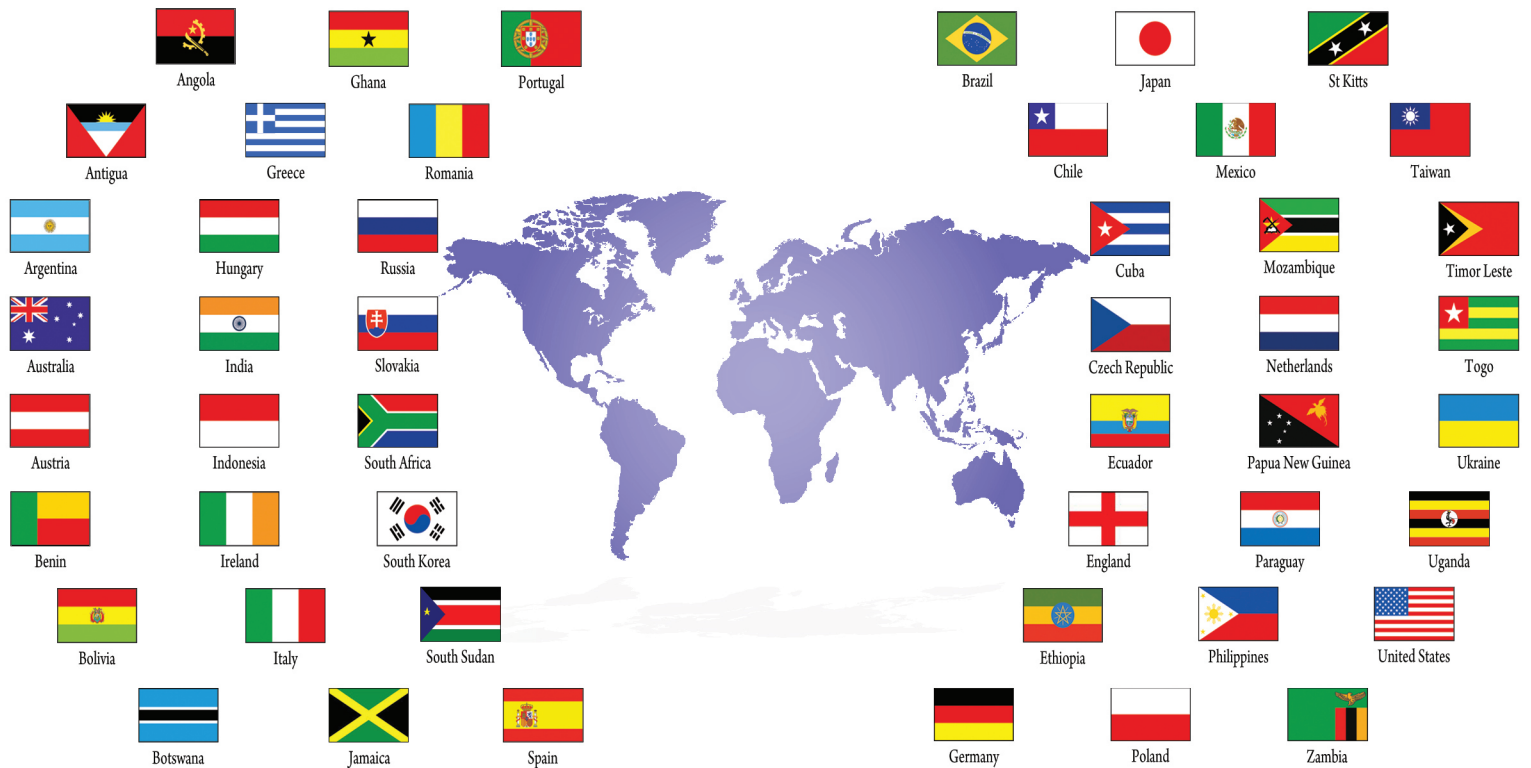 Angola Ghana Portugal Brazil Japan St Kitts
Antigua Greece Romania Chile Mexico Taiwan
Argentina Hungary Russia Cuba Mozambique Timor Leste
Australia India Slovakia Czech Republic Netherlands Togo
Austria Indonesia South Africa Ecuador Papua New Guinea Ukraine
Benin Ireland South Korea England Paraguay Uganda
Bolivia Italy South Sudan Ethiopia Philippines United States
Botswana Jamaica Spain Germany Poland Zambia